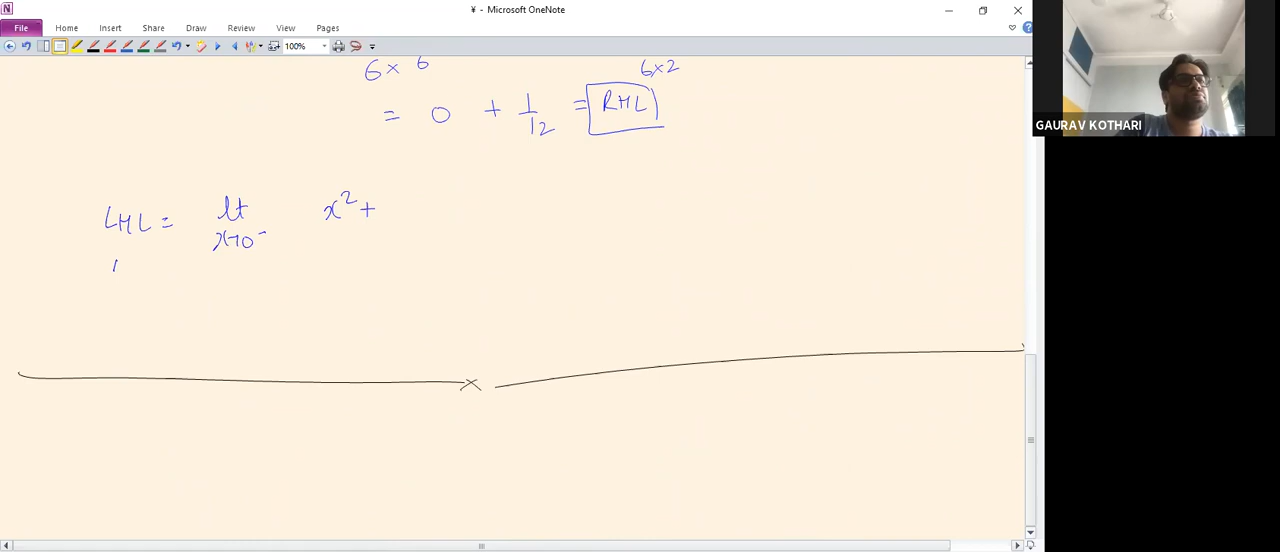 ¥ - Microsoft OneNote
File Home Insert Share Draw Review View Pages
100%
GAURAV KOTHARI
6 × 6 6×2
= 0 + 1/12 = RHL
LHL = lt x² +
x→0⁻